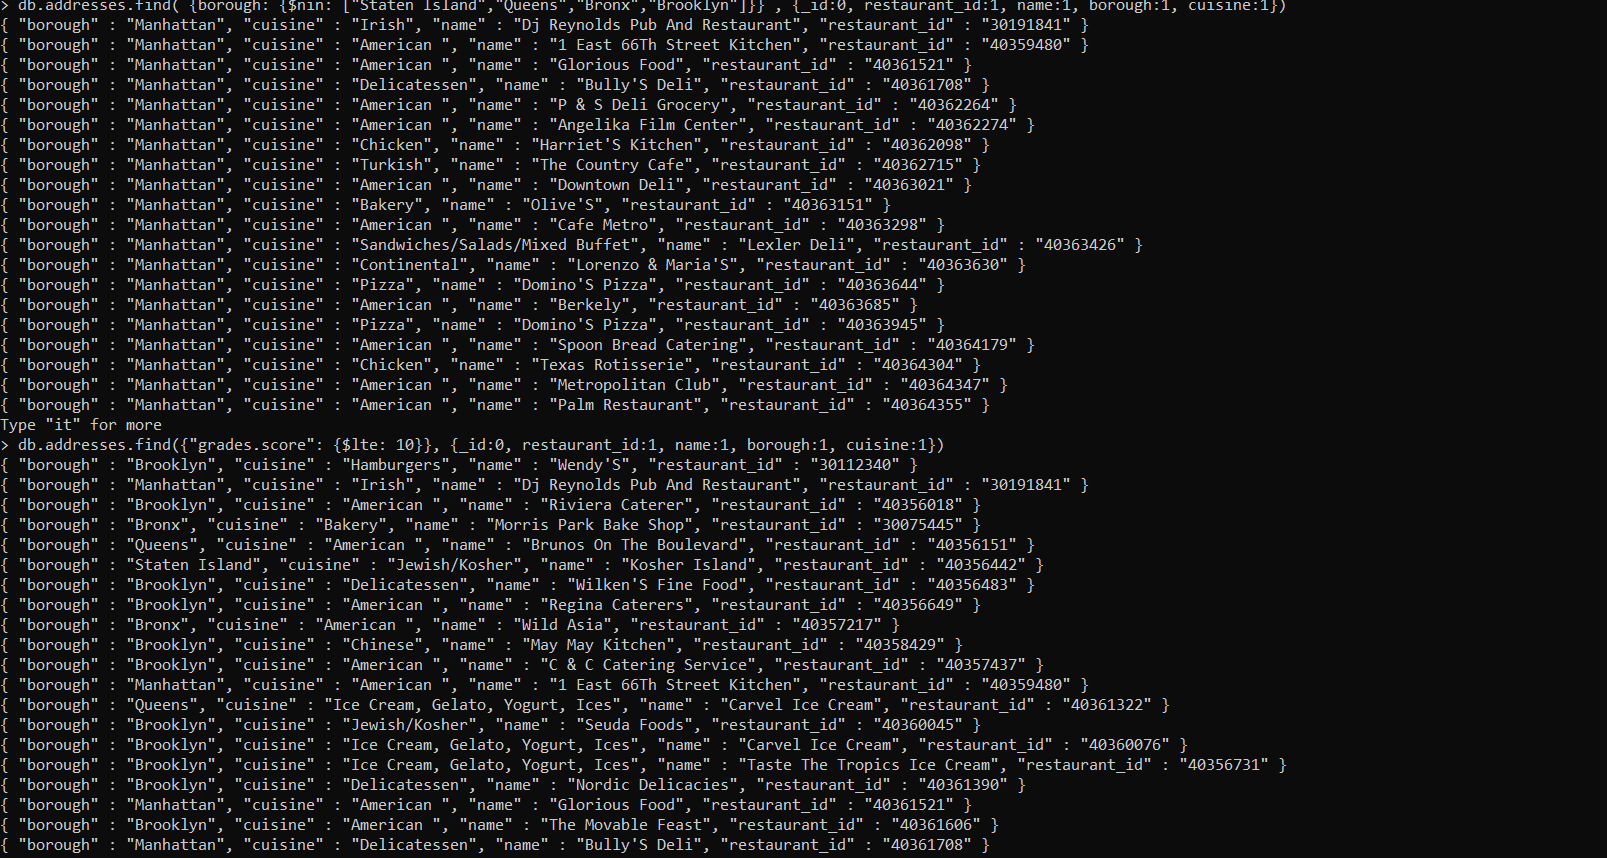 > db.addresses.find( {borough: {$nin: ["Staten Island","Queens","Bronx","Brooklyn"]}} , {_id:0, restaurant_id:1, name:1, borough:1, cuisine:1})
{ "borough" : "Manhattan", "cuisine" : "Irish", "name" : "Dj Reynolds Pub And Restaurant", "restaurant_id" : "30191841" }
{ "borough" : "Manhattan", "cuisine" : "American ", "name" : "1 East 66Th Street Kitchen", "restaurant_id" : "40359480" }
{ "borough" : "Manhattan", "cuisine" : "American ", "name" : "Glorious Food", "restaurant_id" : "40361521" }
{ "borough" : "Manhattan", "cuisine" : "Delicatessen", "name" : "Bully'S Deli", "restaurant_id" : "40361708" }
{ "borough" : "Manhattan", "cuisine" : "American ", "name" : "P & S Deli Grocery", "restaurant_id" : "40362264" }
{ "borough" : "Manhattan", "cuisine" : "American ", "name" : "Angelika Film Center", "restaurant_id" : "40362274" }
{ "borough" : "Manhattan", "cuisine" : "Chicken", "name" : "Harriet'S Kitchen", "restaurant_id" : "40362098" }
{ "borough" : "Manhattan", "cuisine" : "Turkish", "name" : "The Country Cafe", "restaurant_id" : "40362715" }
{ "borough" : "Manhattan", "cuisine" : "American ", "name" : "Downtown Deli", "restaurant_id" : "40363021" }
{ "borough" : "Manhattan", "cuisine" : "Bakery", "name" : "Olive'S", "restaurant_id" : "40363151" }
{ "borough" : "Manhattan", "cuisine" : "American ", "name" : "Cafe Metro", "restaurant_id" : "40363298" }
{ "borough" : "Manhattan", "cuisine" : "Sandwiches/Salads/Mixed Buffet", "name" : "Lexler Deli", "restaurant_id" : "40363426" }
{ "borough" : "Manhattan", "cuisine" : "Continental", "name" : "Lorenzo & Maria'S", "restaurant_id" : "40363630" }
{ "borough" : "Manhattan", "cuisine" : "Pizza", "name" : "Domino'S Pizza", "restaurant_id" : "40363644" }
{ "borough" : "Manhattan", "cuisine" : "American ", "name" : "Berkely", "restaurant_id" : "40363685" }
{ "borough" : "Manhattan", "cuisine" : "Pizza", "name" : "Domino'S Pizza", "restaurant_id" : "40363945" }
{ "borough" : "Manhattan", "cuisine" : "American ", "name" : "Spoon Bread Catering", "restaurant_id" : "40364179" }
{ "borough" : "Manhattan", "cuisine" : "Chicken", "name" : "Texas Rotisserie", "restaurant_id" : "40364304" }
{ "borough" : "Manhattan", "cuisine" : "American ", "name" : "Metropolitan Club", "restaurant_id" : "40364347" }
{ "borough" : "Manhattan", "cuisine" : "American ", "name" : "Palm Restaurant", "restaurant_id" : "40364355" }
Type "it" for more
> db.addresses.find({"grades.score": {$lte: 10}}, {_id:0, restaurant_id:1, name:1, borough:1, cuisine:1})
{ "borough" : "Brooklyn", "cuisine" : "Hamburgers", "name" : "Wendy'S", "restaurant_id" : "30112340" }
{ "borough" : "Manhattan", "cuisine" : "Irish", "name" : "Dj Reynolds Pub And Restaurant", "restaurant_id" : "30191841" }
{ "borough" : "Brooklyn", "cuisine" : "American ", "name" : "Riviera Caterer", "restaurant_id" : "40356018" }
{ "borough" : "Bronx", "cuisine" : "Bakery", "name" : "Morris Park Bake Shop", "restaurant_id" : "30075445" }
{ "borough" : "Queens", "cuisine" : "American ", "name" : "Brunos On The Boulevard", "restaurant_id" : "40356151" }
{ "borough" : "Staten Island", "cuisine" : "Jewish/Kosher", "name" : "Kosher Island", "restaurant_id" : "40356442" }
{ "borough" : "Brooklyn", "cuisine" : "Delicatessen", "name" : "Wilken'S Fine Food", "restaurant_id" : "40356483" }
{ "borough" : "Brooklyn", "cuisine" : "American ", "name" : "Regina Caterers", "restaurant_id" : "40356649" }
{ "borough" : "Bronx", "cuisine" : "American ", "name" : "Wild Asia", "restaurant_id" : "40357217" }
{ "borough" : "Brooklyn", "cuisine" : "Chinese", "name" : "May May Kitchen", "restaurant_id" : "40358429" }
{ "borough" : "Brooklyn", "cuisine" : "American ", "name" : "C & C Catering Service", "restaurant_id" : "40357437" }
{ "borough" : "Manhattan", "cuisine" : "American ", "name" : "1 East 66Th Street Kitchen", "restaurant_id" : "40359480" }
{ "borough" : "Queens", "cuisine" : "Ice Cream, Gelato, Yogurt, Ices", "name" : "Carvel Ice Cream", "restaurant_id" : "40361322" }
{ "borough" : "Brooklyn", "cuisine" : "Jewish/Kosher", "name" : "Seuda Foods", "restaurant_id" : "40360045" }
{ "borough" : "Brooklyn", "cuisine" : "Ice Cream, Gelato, Yogurt, Ices", "name" : "Carvel Ice Cream", "restaurant_id" : "40360076" }
{ "borough" : "Brooklyn", "cuisine" : "Ice Cream, Gelato, Yogurt, Ices", "name" : "Taste The Tropics Ice Cream", "restaurant_id" : "40356731" }
{ "borough" : "Brooklyn", "cuisine" : "Delicatessen", "name" : "Nordic Delicacies", "restaurant_id" : "40361390" }
{ "borough" : "Manhattan", "cuisine" : "American ", "name" : "Glorious Food", "restaurant_id" : "40361521" }
{ "borough" : "Brooklyn", "cuisine" : "American ", "name" : "The Movable Feast", "restaurant_id" : "40361606" }
{ "borough" : "Manhattan", "cuisine" : "Delicatessen", "name" : "Bully'S Deli", "restaurant_id" : "40361708" }